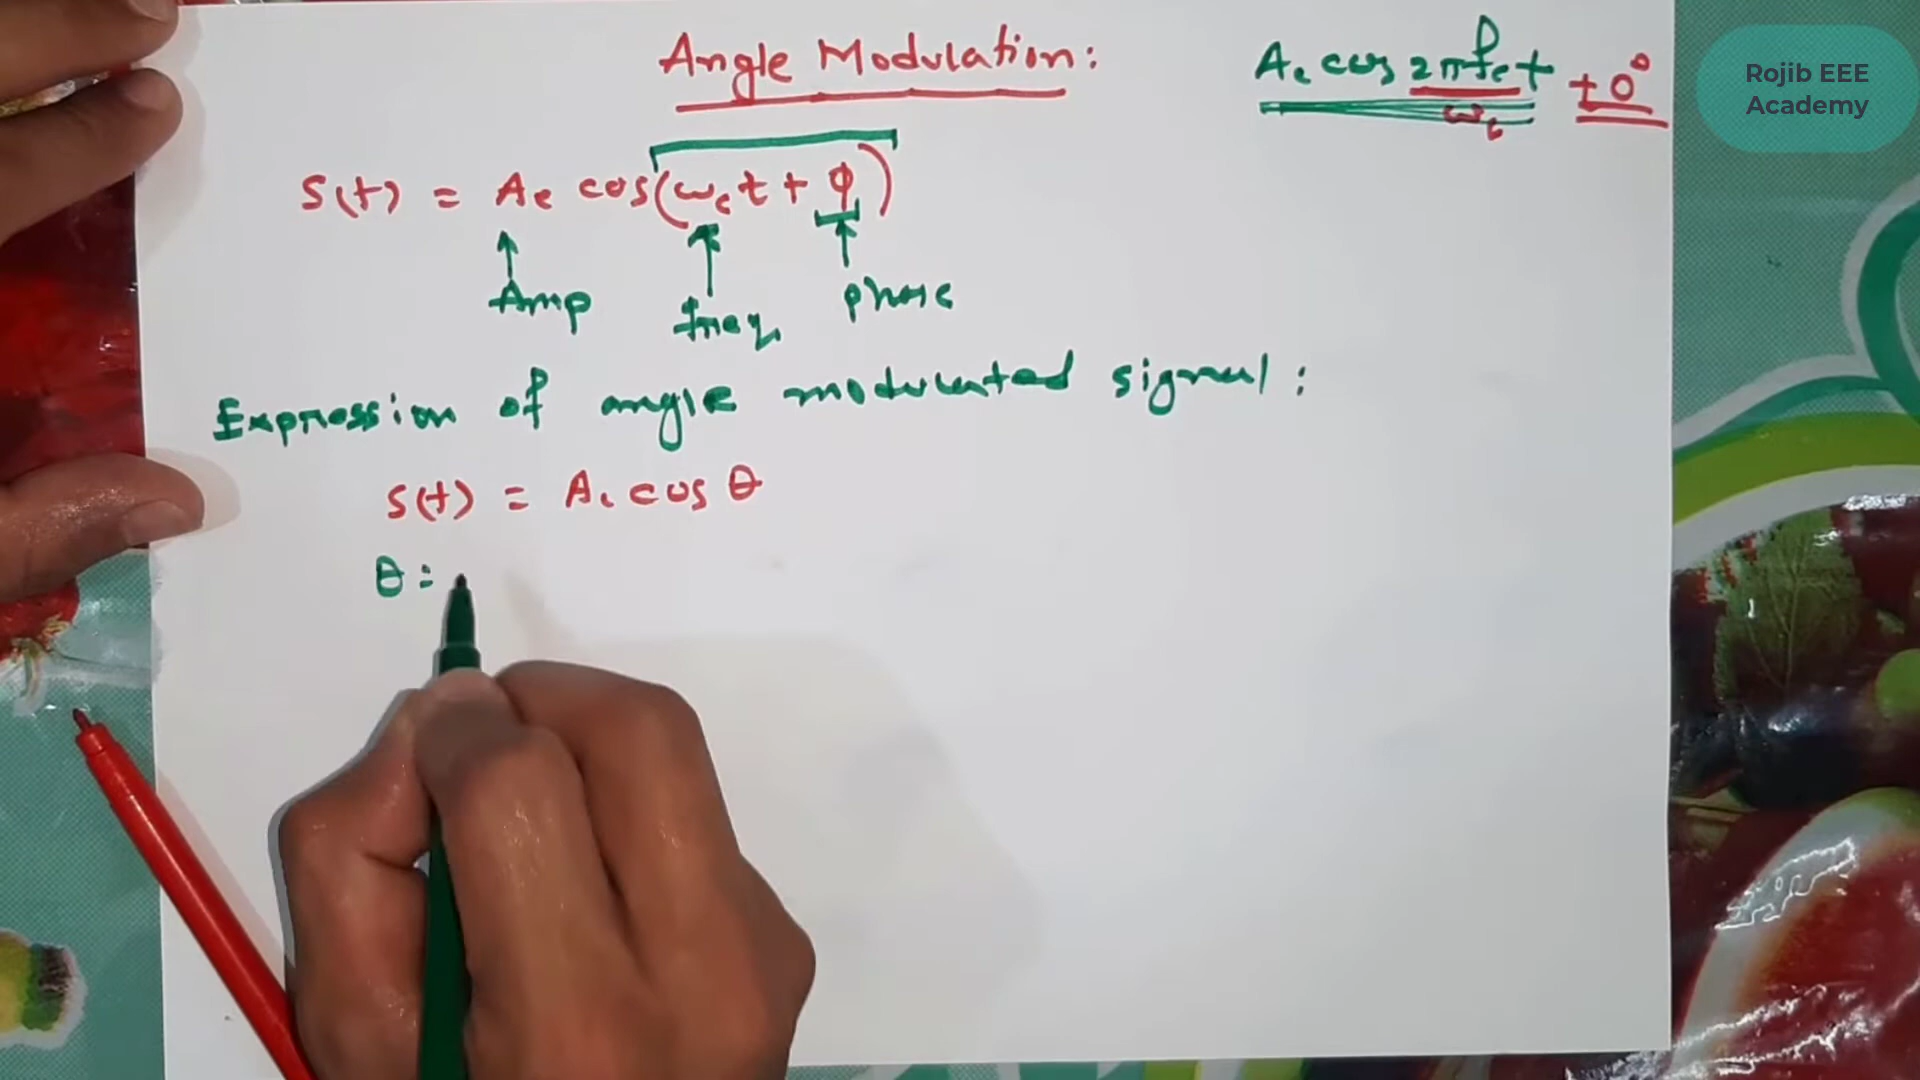 Angle Modulation:
Ac cos 2πfct + 0°
ωc
Rojib EEE
Academy
S(t) = Ac cos(ωct + φ)
Amp freq. phase
Expression of angle modulated signal:
S(t) = Ac cos θ
θ =